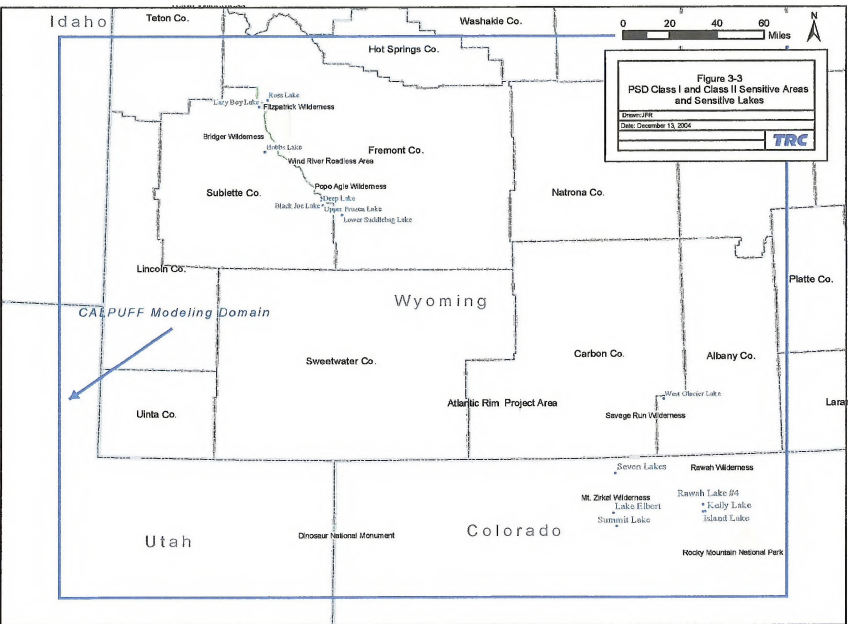 Idaho
Teton Co.
Washakie Co.
0 20 40 60
Miles
N
Hot Springs Co.
Figure 3-3
PSD Class I and Class II Sensitive Areas
and Sensitive Lakes
Drawn: JFR
Date: December 13, 2004
TRC
Ross Lake
Lazy Boy Lake
Fitzpatrick Wilderness
Bridger Wilderness
Hobbs Lake
Fremont Co.
Wind River Roadless Area
Popo Agie Wilderness
Sublette Co.
Natrona Co.
Deep Lake
Black Joe Lake
Upper Frozen Lake
Lower Saddlebag Lake
Lincoln Co.
Platte Co.
Wyoming
CALPUFF Modeling Domain
Sweetwater Co.
Carbon Co.
Albany Co.
West Glacier Lake
Uinta Co.
Atlantic Rim Project Area
Lara
Savage Run Wilderness
Seven Lakes
Rawah Wilderness
Mt. Zirkel Wilderness
Rawah Lake #4
Lake Elbert
Kelly Lake
Summit Lake
Island Lake
Utah
Dinosaur National Monument
Colorado
Rocky Mountain National Park